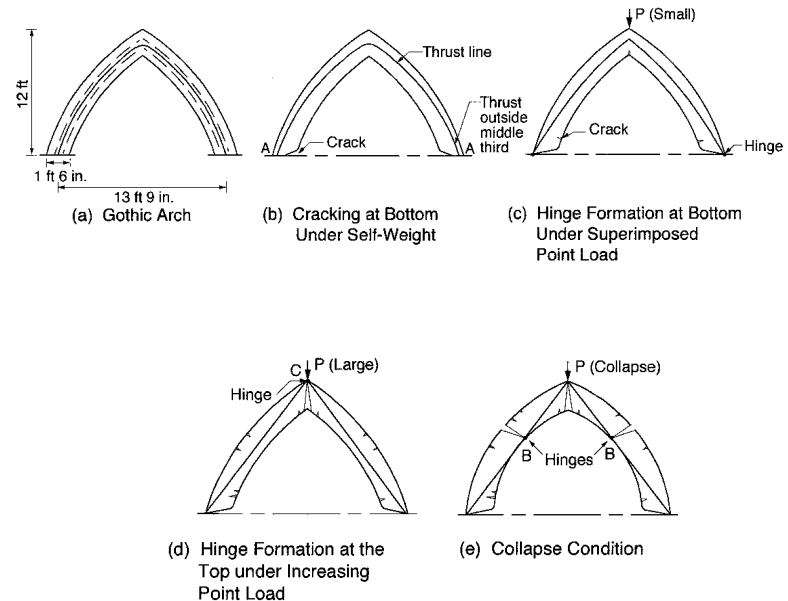 12 ft
1 ft 6 in.
13 ft 9 in.
(a) Gothic Arch
Thrust line
Thrust
outside
middle
third
A
A
Crack
(b) Cracking at Bottom
Under Self-Weight
P (Small)
Crack
Hinge
(c) Hinge Formation at Bottom
Under Superimposed
Point Load
C
P (Large)
Hinge
(d) Hinge Formation at the
Top under Increasing
Point Load
P (Collapse)
B
Hinges
B
(e) Collapse Condition